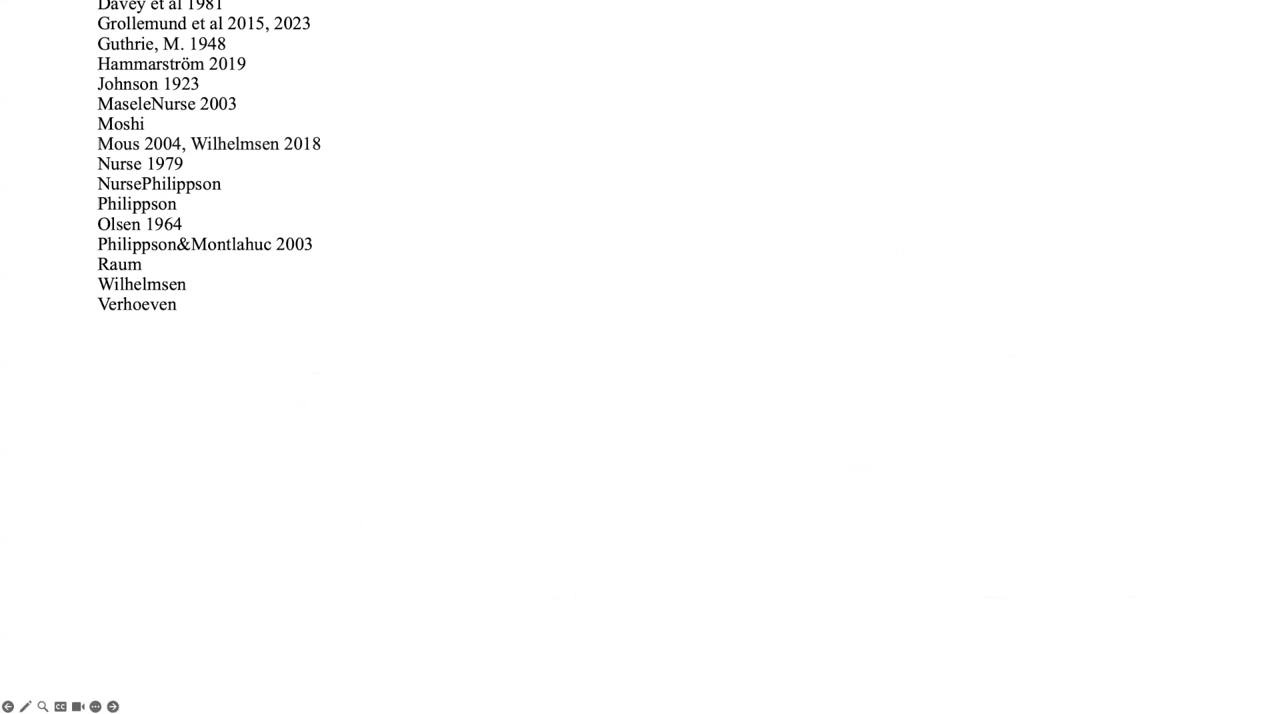 Davey et al 1981
Grollemund et al 2015, 2023
Guthrie, M. 1948
Hammarström 2019
Johnson 1923
MaseleNurse 2003
Moshi
Mous 2004, Wilhelmsen 2018
Nurse 1979
NursePhilippson
Philippson
Olsen 1964
Philippson&Montlahuc 2003
Raum
Wilhelmsen
Verhoeven
CC